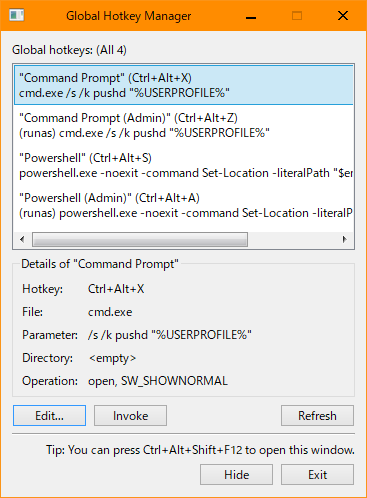 Global Hotkey Manager
Global hotkeys: (All 4)
"Command Prompt" (Ctrl+Alt+X)
cmd.exe /s /k pushd "%USERPROFILE%"
"Command Prompt (Admin)" (Ctrl+Alt+Z)
(runas) cmd.exe /s /k pushd "%USERPROFILE%"
"Powershell" (Ctrl+Alt+S)
powershell.exe -noexit -command Set-Location -literalPath "$e
"Powershell (Admin)" (Ctrl+Alt+A)
(runas) powershell.exe -noexit -command Set-Location -literalP
Details of "Command Prompt"
Hotkey: Ctrl+Alt+X
File: cmd.exe
Parameter: /s /k pushd "%USERPROFILE%"
Directory: <empty>
Operation: open, SW_SHOWNORMAL
Edit... Invoke Refresh
Tip: You can press Ctrl+Alt+Shift+F12 to open this window.
Hide Exit